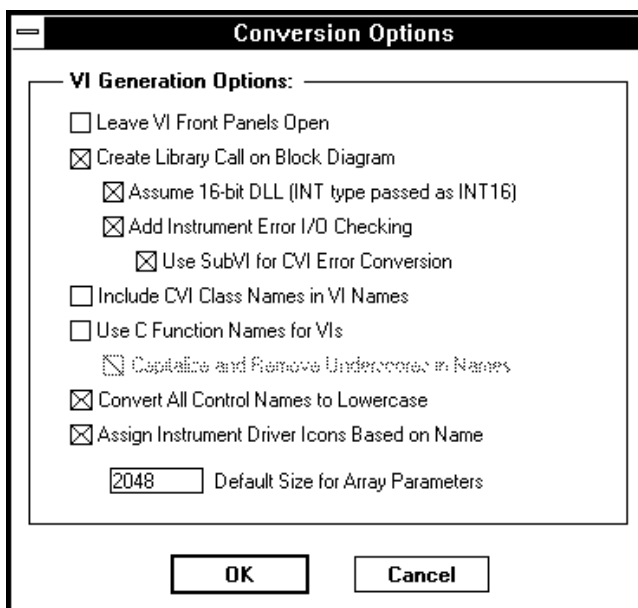 Conversion Options
VI Generation Options:
Leave VI Front Panels Open
Create Library Call on Block Diagram
Assume 16-bit DLL (INT type passed as INT16)
Add Instrument Error I/O Checking
Use SubVI for CVI Error Conversion
Include CVI Class Names in VI Names
Use C Function Names for VIs
Capitalize and Remove Underscores in Names
Convert All Control Names to Lowercase
Assign Instrument Driver Icons Based on Name
2048 Default Size for Array Parameters
OK Cancel